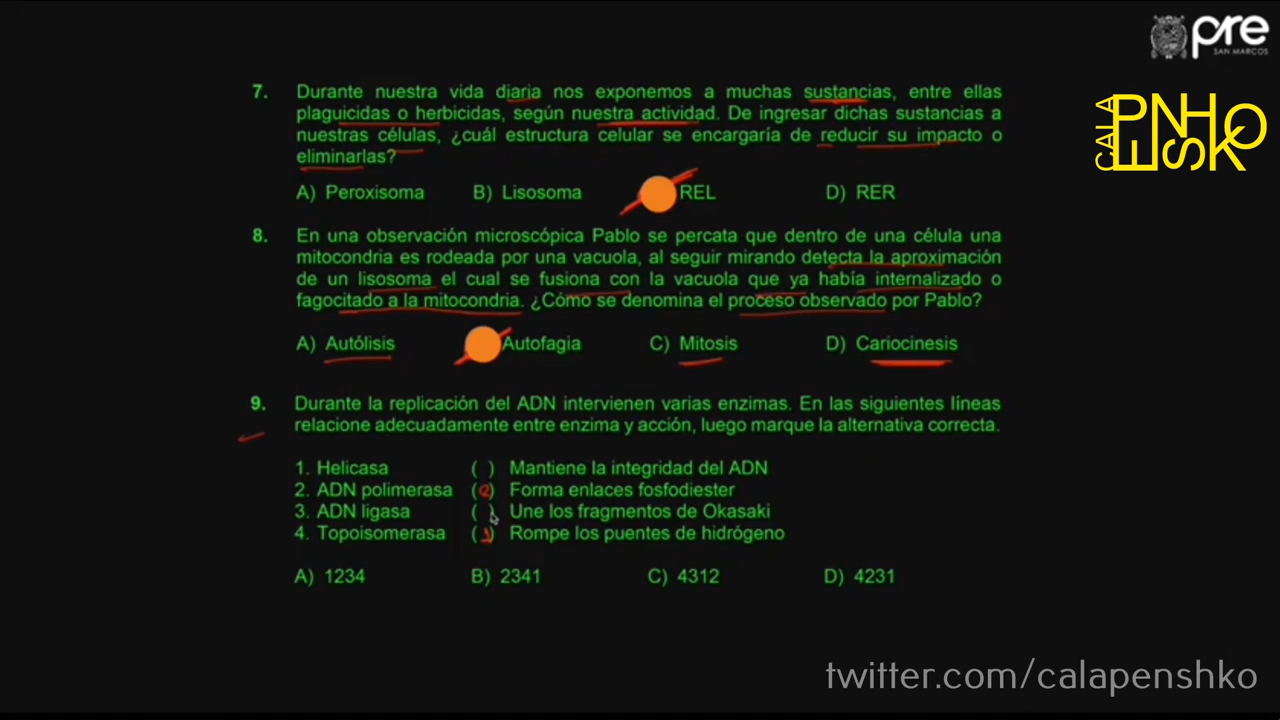 pre
SAN MARCOS
CALA
PENSHKO
7. Durante nuestra vida diaria nos exponemos a muchas sustancias, entre ellas
plaguicidas o herbicidas, según nuestra actividad. De ingresar dichas sustancias a
nuestras células, ¿cuál estructura celular se encargaría de reducir su impacto o
eliminarlas?
A) Peroxisoma B) Lisosoma REL D) RER
8. En una observación microscópica Pablo se percata que dentro de una célula una
mitocondria es rodeada por una vacuola, al seguir mirando detecta la aproximación
de un lisosoma el cual se fusiona con la vacuola que ya había internalizado o
fagocitado a la mitocondria. ¿Cómo se denomina el proceso observado por Pablo?
A) Autólisis Autofagia C) Mitosis D) Cariocinesis
9. Durante la replicación del ADN intervienen varias enzimas. En las siguientes líneas
relacione adecuadamente entre enzima y acción, luego marque la alternativa correcta.
1. Helicasa ( ) Mantiene la integridad del ADN
2. ADN polimerasa (2) Forma enlaces fosfodiester
3. ADN ligasa ( ) Une los fragmentos de Okasaki
4. Topoisomerasa (1) Rompe los puentes de hidrógeno
A) 1234 B) 2341 C) 4312 D) 4231
twitter.com/calapenshko